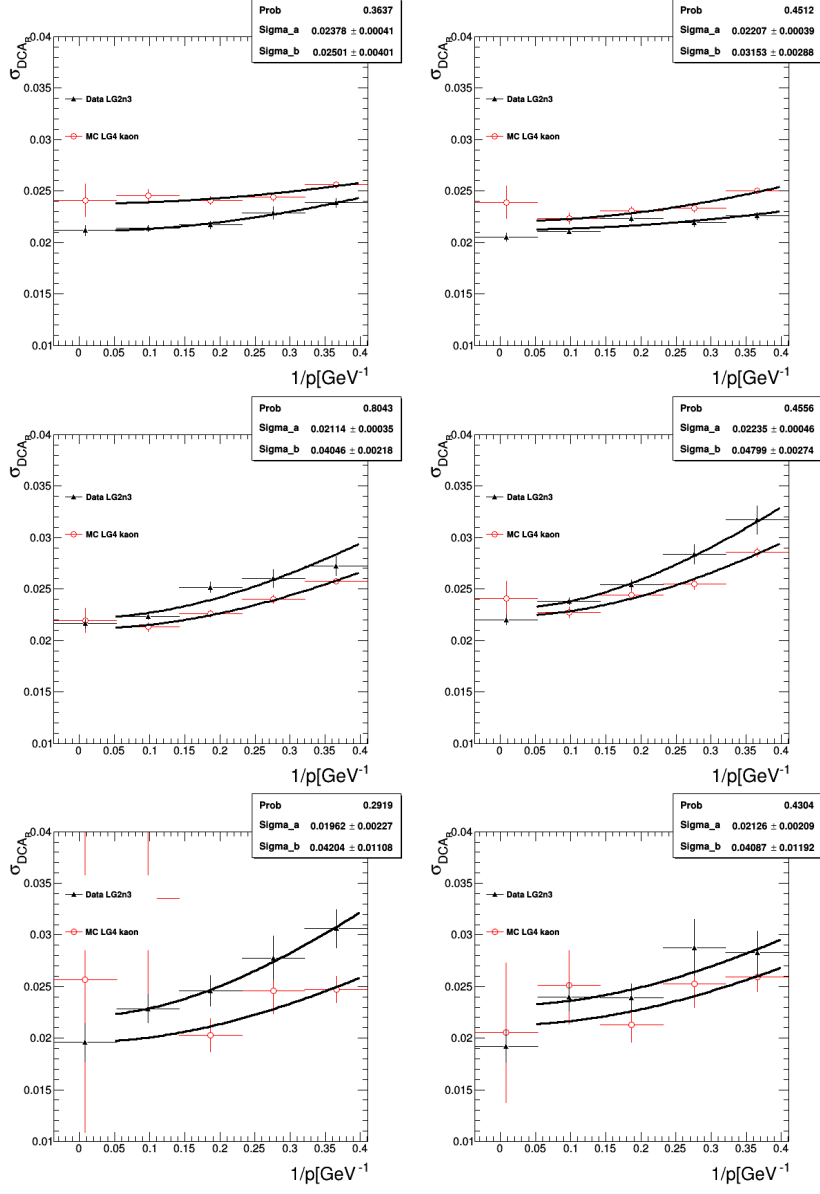 Prob 0.3637
Sigma_a 0.02378 ± 0.00041
Sigma_b 0.02501 ± 0.00401
σDCA_R
0.04
0.035
0.03
0.025
0.02
0.015
0.01
Data LG2n3
MC LG4 kaon
0 0.05 0.1 0.15 0.2 0.25 0.3 0.35 0.4
1/p[GeV⁻¹
Prob 0.4512
Sigma_a 0.02207 ± 0.00039
Sigma_b 0.03153 ± 0.00288
σDCA_R
0.04
0.035
0.03
0.025
0.02
0.015
0.01
Data LG2n3
MC LG4 kaon
0 0.05 0.1 0.15 0.2 0.25 0.3 0.35 0.4
1/p[GeV⁻¹
Prob 0.8043
Sigma_a 0.02114 ± 0.00035
Sigma_b 0.04046 ± 0.00218
σDCA_R
0.04
0.035
0.03
0.025
0.02
0.015
0.01
Data LG2n3
MC LG4 kaon
0 0.05 0.1 0.15 0.2 0.25 0.3 0.35 0.4
1/p[GeV⁻¹
Prob 0.4556
Sigma_a 0.02235 ± 0.00046
Sigma_b 0.04799 ± 0.00274
σDCA_R
0.04
0.035
0.03
0.025
0.02
0.015
0.01
Data LG2n3
MC LG4 kaon
0 0.05 0.1 0.15 0.2 0.25 0.3 0.35 0.4
1/p[GeV⁻¹
Prob 0.2919
Sigma_a 0.01962 ± 0.00227
Sigma_b 0.04204 ± 0.01108
σDCA_R
0.04
0.035
0.03
0.025
0.02
0.015
0.01
Data LG2n3
MC LG4 kaon
0 0.05 0.1 0.15 0.2 0.25 0.3 0.35 0.4
1/p[GeV⁻¹
Prob 0.4304
Sigma_a 0.02126 ± 0.00209
Sigma_b 0.04087 ± 0.01192
σDCA_R
0.04
0.035
0.03
0.025
0.02
0.015
0.01
Data LG2n3
MC LG4 kaon
0 0.05 0.1 0.15 0.2 0.25 0.3 0.35 0.4
1/p[GeV⁻¹